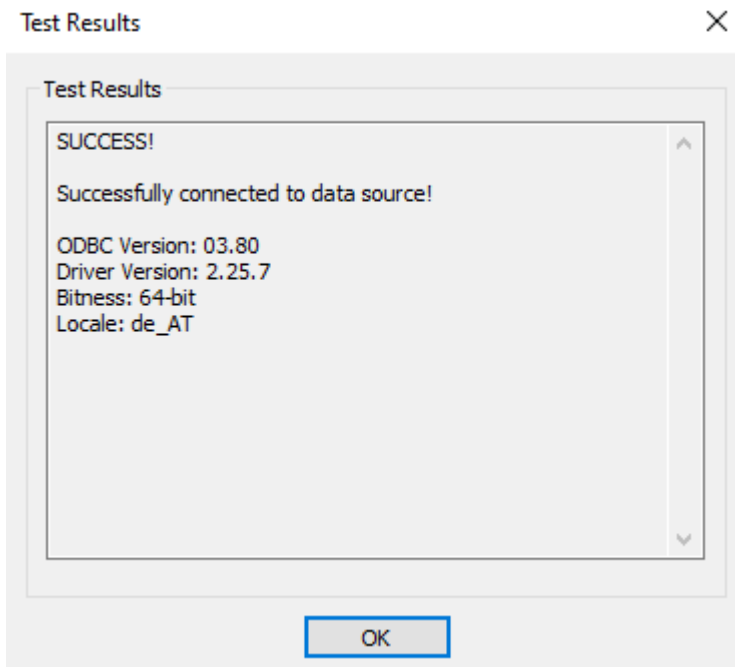 Test Results
Test Results
SUCCESS!
Successfully connected to data source!
ODBC Version: 03.80
Driver Version: 2.25.7
Bitness: 64-bit
Locale: de_AT
OK